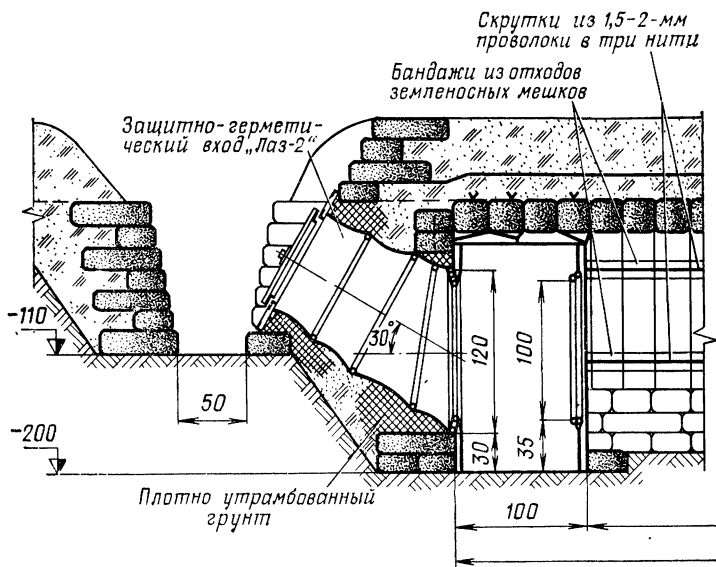 Скрутки из 1,5-2-мм
проволоки в три нити
Бандажи из отходов
земленосных мешков
Защитно-гермети-
ческий вход „Лаз-2"
-110
30°
120
100
50
-200
30
35
Плотно утрамбованный
грунт
100